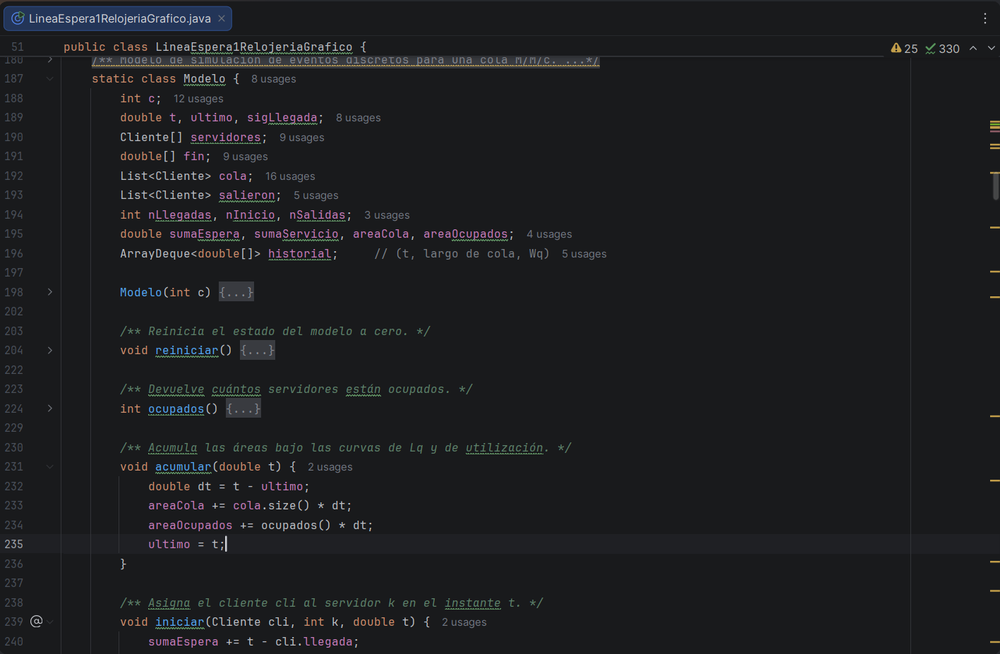 LineaEspera1RelojeriaGrafico.java
51 public class LineaEspera1RelojeriaGrafico { 25 330
180 /** Modelo de simulación de eventos discretos para una cola M/M/c. ...*/
187 static class Modelo { 8 usages
188 int c; 12 usages
189 double t, ultimo, sigLlegada; 8 usages
190 Cliente[] servidores; 9 usages
191 double[] fin; 9 usages
192 List<Cliente> cola; 16 usages
193 List<Cliente> salieron; 5 usages
194 int nLlegadas, nInicio, nSalidas; 3 usages
195 double sumaEspera, sumaServicio, areaCola, areaOcupados; 4 usages
196 ArrayDeque<double[]> historial; // (t, largo de cola, Wq) 5 usages
197
198 Modelo(int c) {...}
202
203 /** Reinicia el estado del modelo a cero. */
204 void reiniciar() {...}
222
223 /** Devuelve cuántos servidores están ocupados. */
224 int ocupados() {...}
229
230 /** Acumula las áreas bajo las curvas de Lq y de utilización. */
231 void acumular(double t) { 2 usages
232 double dt = t - ultimo;
233 areaCola += cola.size() * dt;
234 areaOcupados += ocupados() * dt;
235 ultimo = t;
236 }
237
238 /** Asigna el cliente cli al servidor k en el instante t. */
239 @ void iniciar(Cliente cli, int k, double t) { 2 usages
240 sumaEspera += t - cli.llegada;